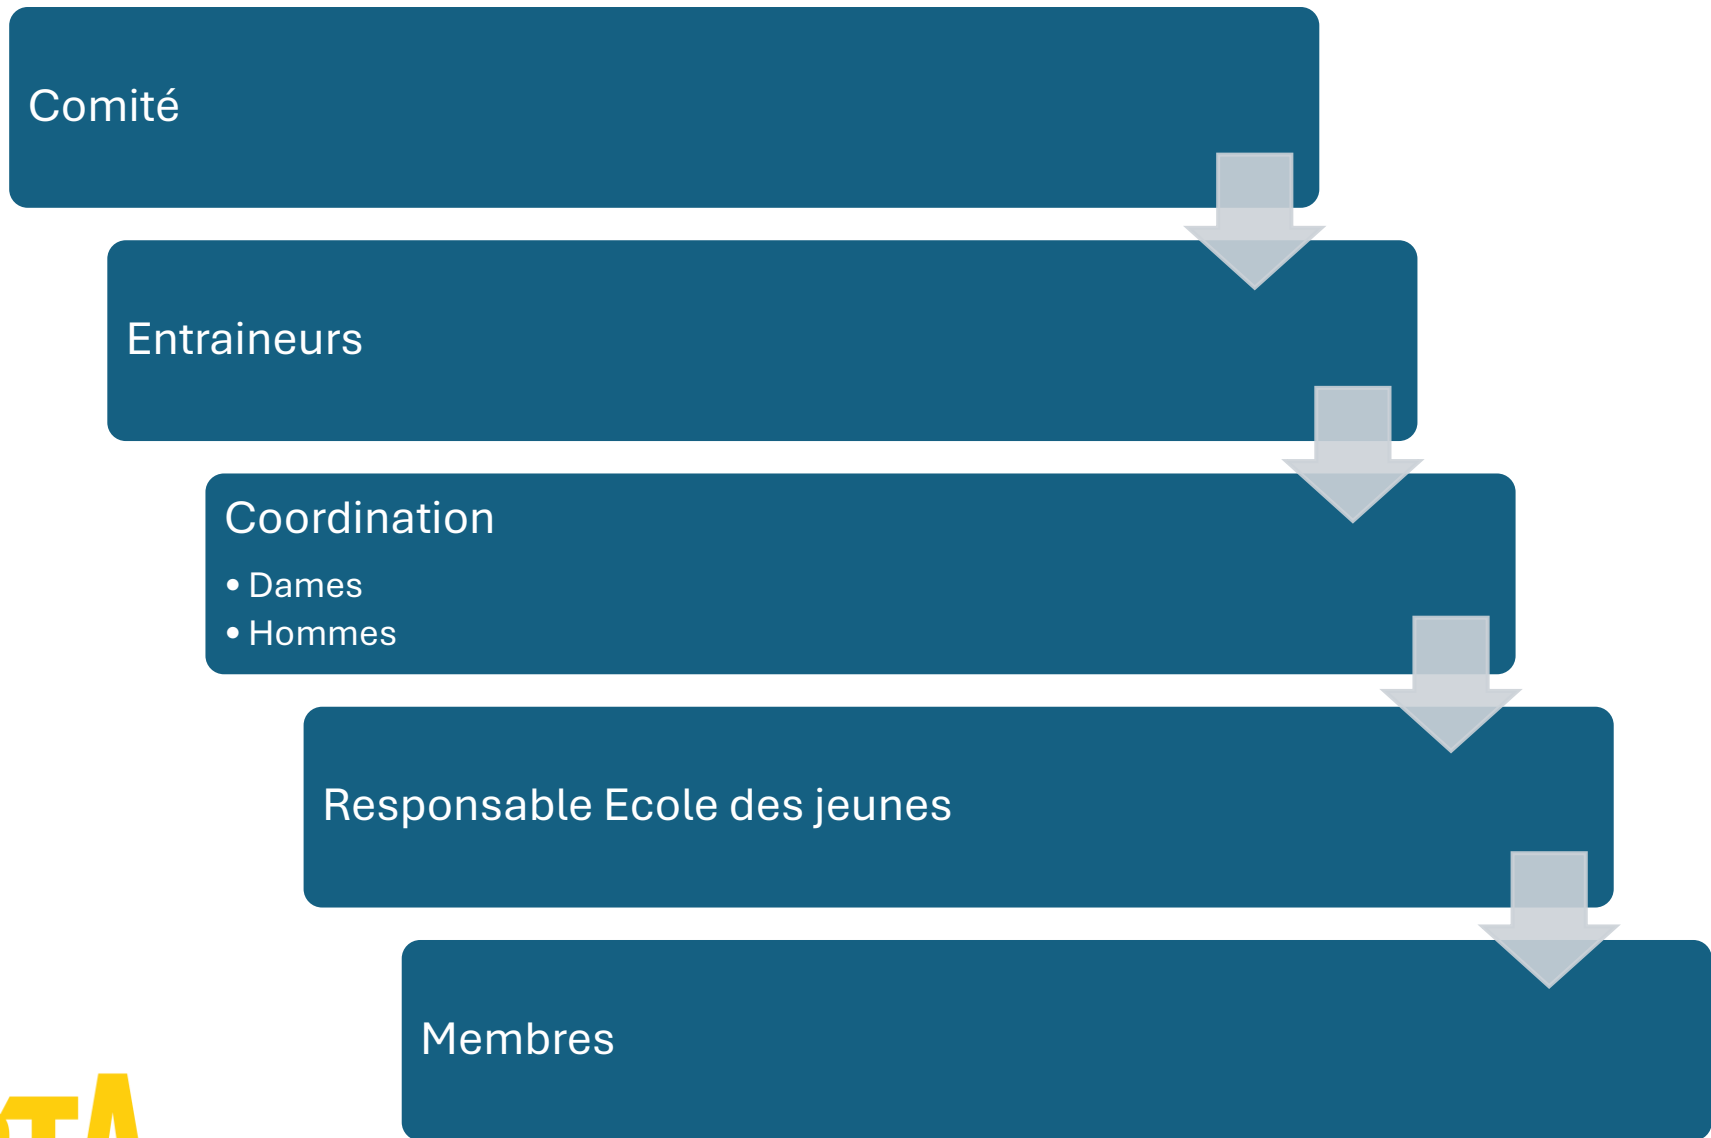 Comité
Entraineurs
Coordination
• Dames
• Hommes
Responsable Ecole des jeunes
Membres